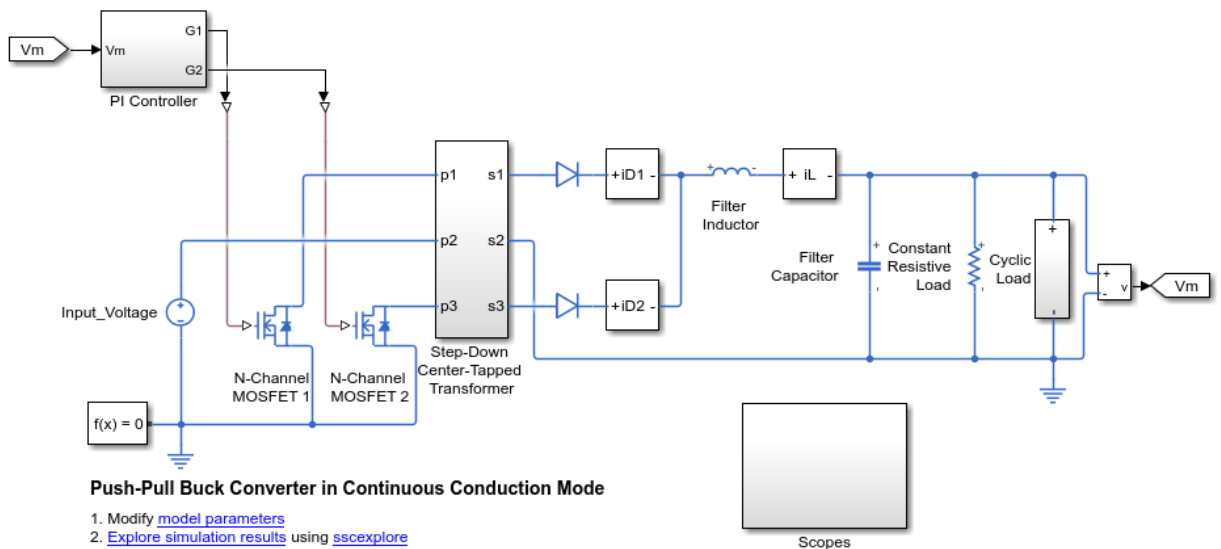 G1
Vm
Vm
G2
PI Controller
p1
s1
+iD1 -
+
-
+ iL -
Filter
Inductor
p2
s2
Filter
Capacitor
+
Constant
Resistive
Load
+
-
Cyclic
Load
+
-
+
-
v
Vm
Input_Voltage
+
-
p3
s3
+iD2 -
Step-Down
Center-Tapped
Transformer
N-Channel
MOSFET 1
N-Channel
MOSFET 2
f(x) = 0
Push-Pull Buck Converter in Continuous Conduction Mode
1. Modify model parameters
2. Explore simulation results using sscexplore
Scopes